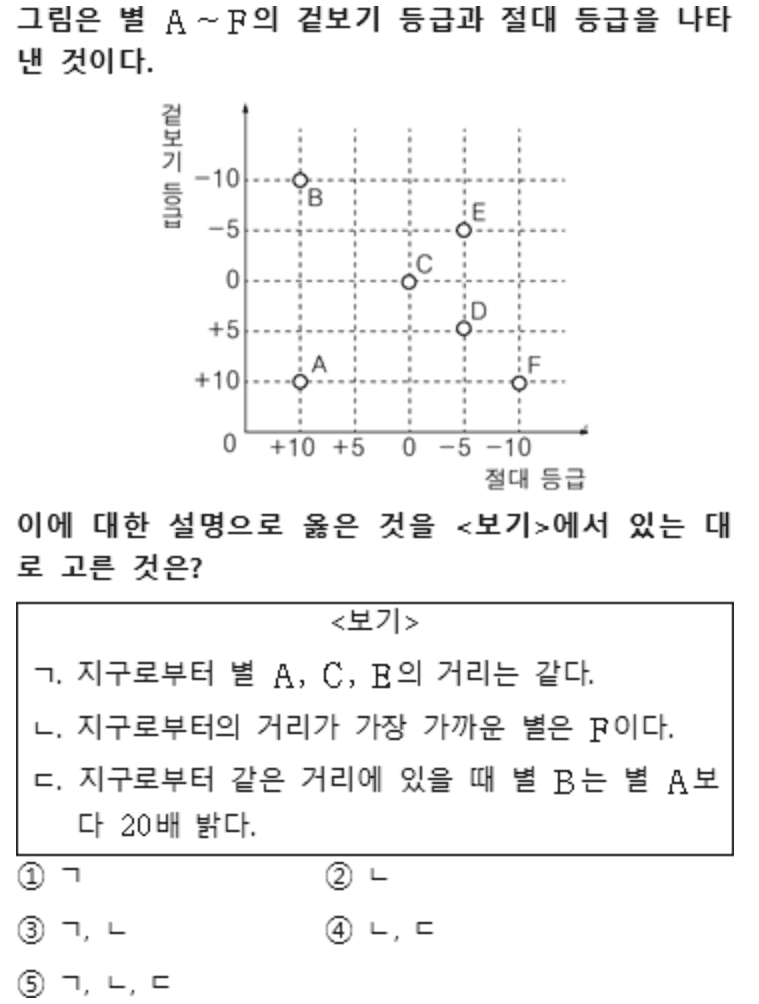 그림은 별 A ~ F의 겉보기 등급과 절대 등급을 나타
낸 것이다.
겉보기 등급
-10
B
-5
E
0
C
+5
D
+10
A
F
0
+10 +5 0 -5 -10
절대 등급
이에 대한 설명으로 옳은 것을 <보기>에서 있는 대
로 고른 것은?
<보기>
ㄱ. 지구로부터 별 A, C, E의 거리는 같다.
ㄴ. 지구로부터의 거리가 가장 가까운 별은 F이다.
ㄷ. 지구로부터 같은 거리에 있을 때 별 B는 별 A보
다 20배 밝다.
① ㄱ ② ㄴ
③ ㄱ, ㄴ ④ ㄴ, ㄷ
⑤ ㄱ, ㄴ, ㄷ